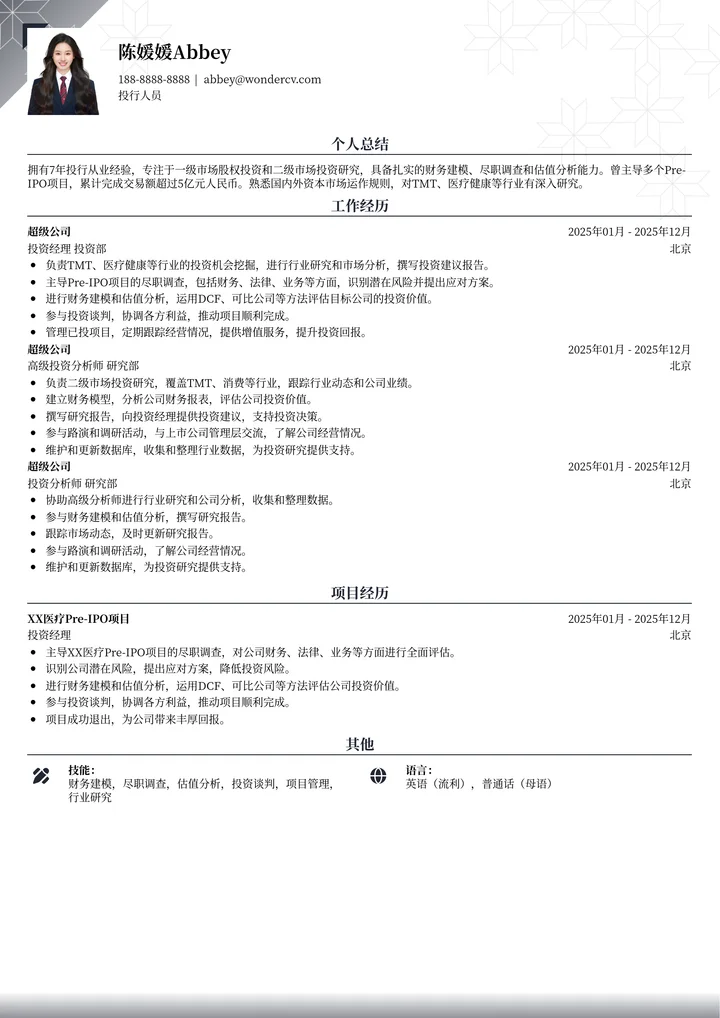 陈媛媛Abbey
188-8888-8888 | abbey@wondercv.com
投行人员
个人总结
拥有7年投行从业经验，专注于一级市场股权投资和二级市场投资研究，具备扎实的财务建模、尽职调查和估值分析能力。曾主导多个Pre-
IPO项目，累计完成交易额超过5亿元人民币。熟悉国内外资本市场运作规则，对TMT、医疗健康等行业有深入研究。
工作经历
超级公司 2025年01月 - 2025年12月
投资经理 投资部 北京
• 负责TMT、医疗健康等行业的投资机会挖掘，进行行业研究和市场分析，撰写投资建议报告。
• 主导Pre-IPO项目的尽职调查，包括财务、法律、业务等方面，识别潜在风险并提出应对方案。
• 进行财务建模和估值分析，运用DCF、可比公司等方法评估目标公司的投资价值。
• 参与投资谈判，协调各方利益，推动项目顺利完成。
• 管理已投项目，定期跟踪经营情况，提供增值服务，提升投资回报。
超级公司 2025年01月 - 2025年12月
高级投资分析师 研究部 北京
• 负责二级市场投资研究，覆盖TMT、消费等行业，跟踪行业动态和公司业绩。
• 建立财务模型，分析公司财务报表，评估公司投资价值。
• 撰写研究报告，向投资经理提供投资建议，支持投资决策。
• 参与路演和调研活动，与上市公司管理层交流，了解公司经营情况。
• 维护和更新数据库，收集和整理行业数据，为投资研究提供支持。
超级公司 2025年01月 - 2025年12月
投资分析师 研究部 北京
• 协助高级分析师进行行业研究和公司分析，收集和整理数据。
• 参与财务建模和估值分析，撰写研究报告。
• 跟踪市场动态，及时更新研究报告。
• 参与路演和调研活动，了解公司经营情况。
• 维护和更新数据库，为投资研究提供支持。
项目经历
XX医疗Pre-IPO项目 2025年01月 - 2025年12月
投资经理 北京
• 主导XX医疗Pre-IPO项目的尽职调查，对公司财务、法律、业务等方面进行全面评估。
• 识别公司潜在风险，提出应对方案，降低投资风险。
• 进行财务建模和估值分析，运用DCF、可比公司等方法评估公司投资价值。
• 参与投资谈判，协调各方利益，推动项目顺利完成。
• 项目成功退出，为公司带来丰厚回报。
其他
技能：
财务建模，尽职调查，估值分析，投资谈判，项目管理，
行业研究
语言：
英语（流利），普通话（母语）